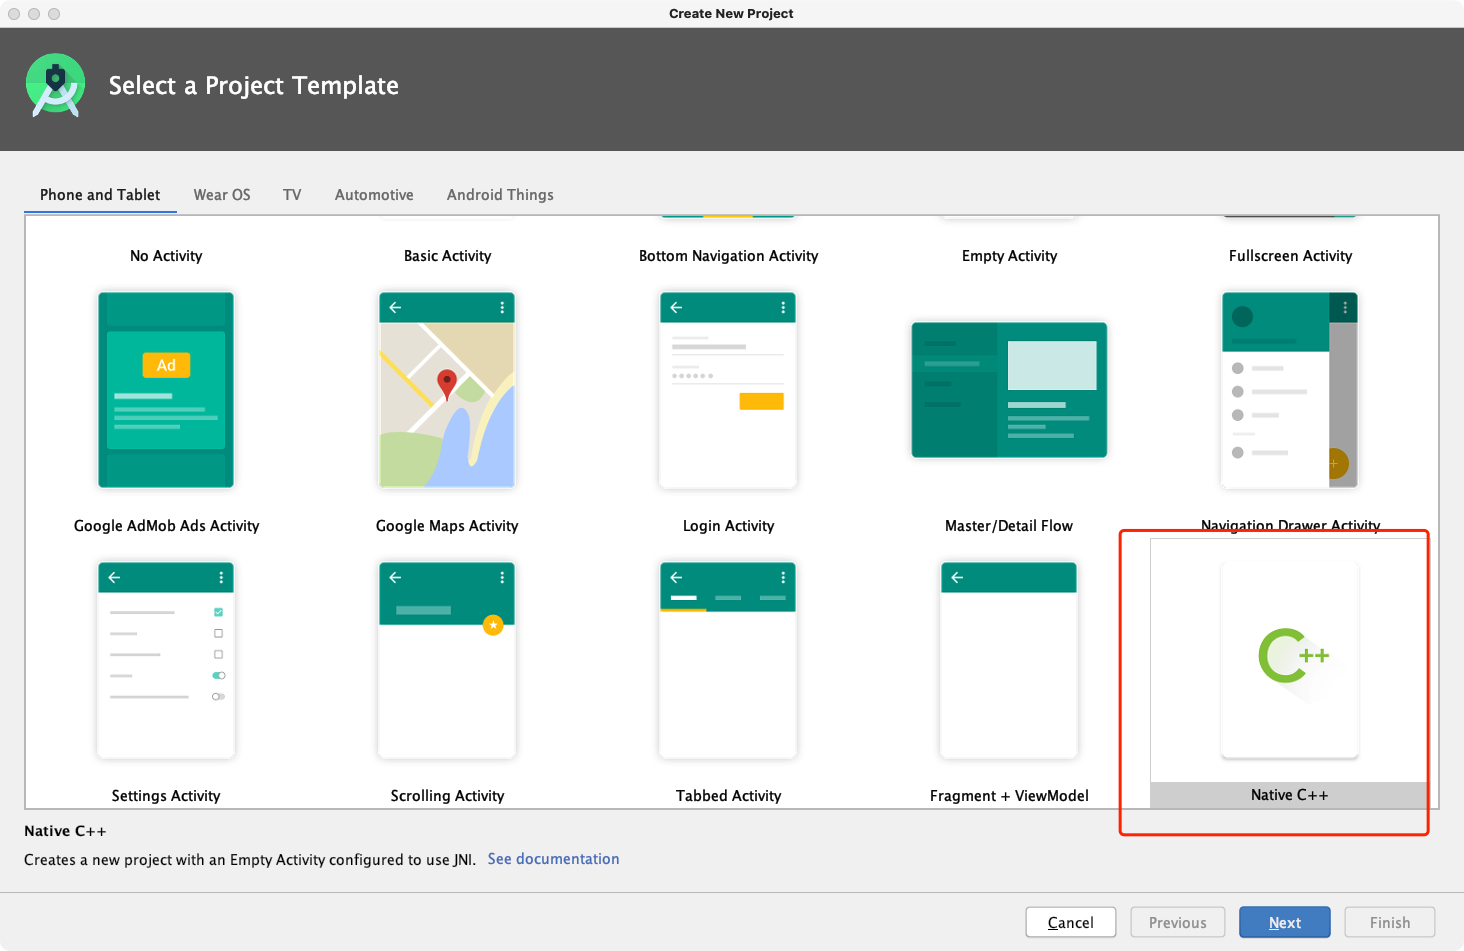 Create New Project
Select a Project Template
Phone and Tablet Wear OS TV Automotive Android Things
No Activity Basic Activity Bottom Navigation Activity Empty Activity Fullscreen Activity
Ad
Google AdMob Ads Activity Google Maps Activity Login Activity Master/Detail Flow Navigation Drawer Activity
C++
Settings Activity Scrolling Activity Tabbed Activity Fragment + ViewModel Native C++
Native C++
Creates a new project with an Empty Activity configured to use JNI. See documentation
Cancel Previous Next Finish